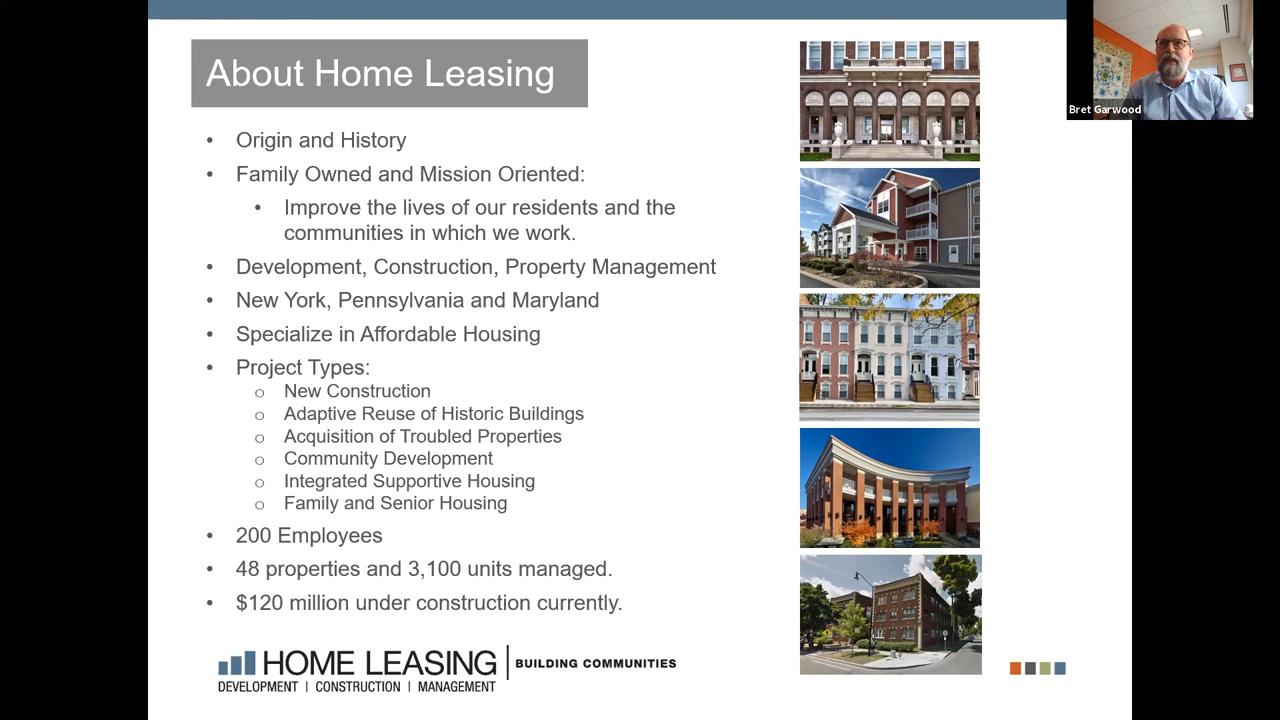 About Home Leasing
Bret Garwood
• Origin and History
• Family Owned and Mission Oriented:
• Improve the lives of our residents and the
communities in which we work.
• Development, Construction, Property Management
• New York, Pennsylvania and Maryland
• Specialize in Affordable Housing
• Project Types:
o New Construction
o Adaptive Reuse of Historic Buildings
o Acquisition of Troubled Properties
o Community Development
o Integrated Supportive Housing
o Family and Senior Housing
• 200 Employees
• 48 properties and 3,100 units managed.
• $120 million under construction currently.
HOME LEASING | BUILDING COMMUNITIES
DEVELOPMENT | CONSTRUCTION | MANAGEMENT